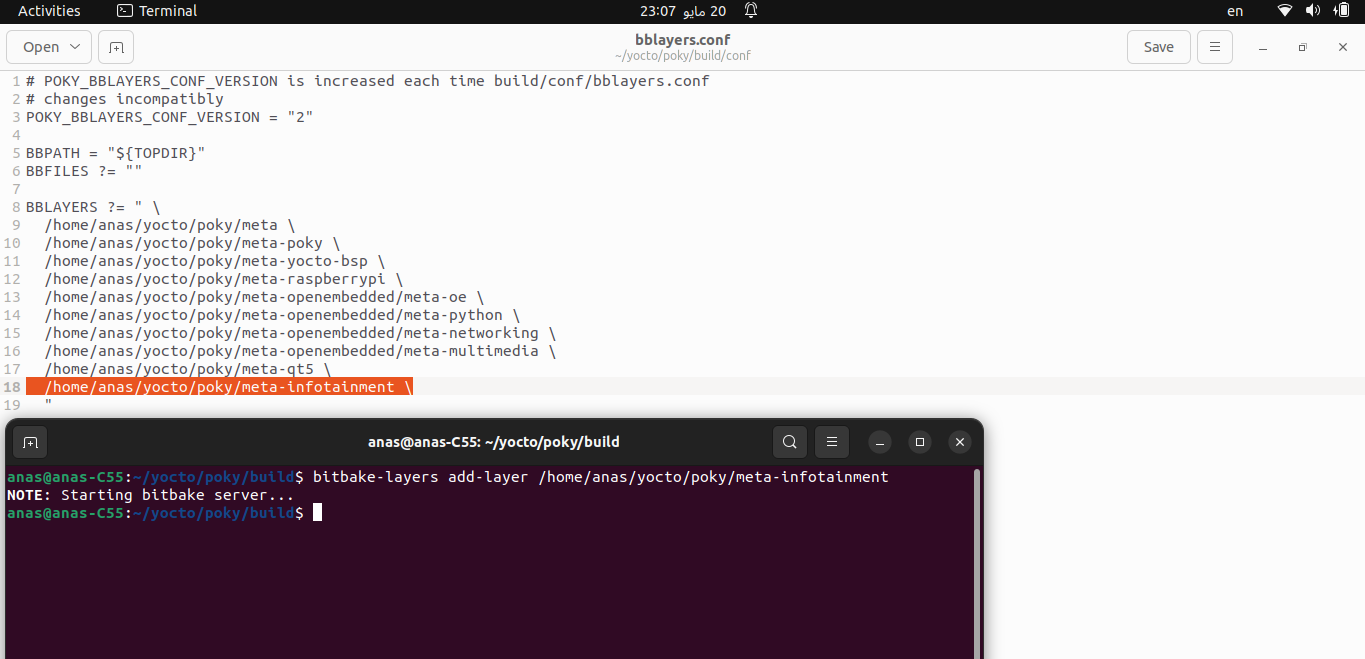 Activities Terminal 23:07 20 مايو en
Open bblayers.conf Save
~/yocto/poky/build/conf
1 # POKY_BBLAYERS_CONF_VERSION is increased each time build/conf/bblayers.conf
2 # changes incompatibly
3 POKY_BBLAYERS_CONF_VERSION = "2"
4
5 BBPATH = "${TOPDIR}"
6 BBFILES ?= ""
7
8 BBLAYERS ?= " \
9 /home/anas/yocto/poky/meta \
10 /home/anas/yocto/poky/meta-poky \
11 /home/anas/yocto/poky/meta-yocto-bsp \
12 /home/anas/yocto/poky/meta-raspberrypi \
13 /home/anas/yocto/poky/meta-openembedded/meta-oe \
14 /home/anas/yocto/poky/meta-openembedded/meta-python \
15 /home/anas/yocto/poky/meta-openembedded/meta-networking \
16 /home/anas/yocto/poky/meta-openembedded/meta-multimedia \
17 /home/anas/yocto/poky/meta-qt5 \
18 /home/anas/yocto/poky/meta-infotainment \
19 "
anas@anas-C55: ~/yocto/poky/build
anas@anas-C55:~/yocto/poky/build$ bitbake-layers add-layer /home/anas/yocto/poky/meta-infotainment
NOTE: Starting bitbake server...
anas@anas-C55:~/yocto/poky/build$